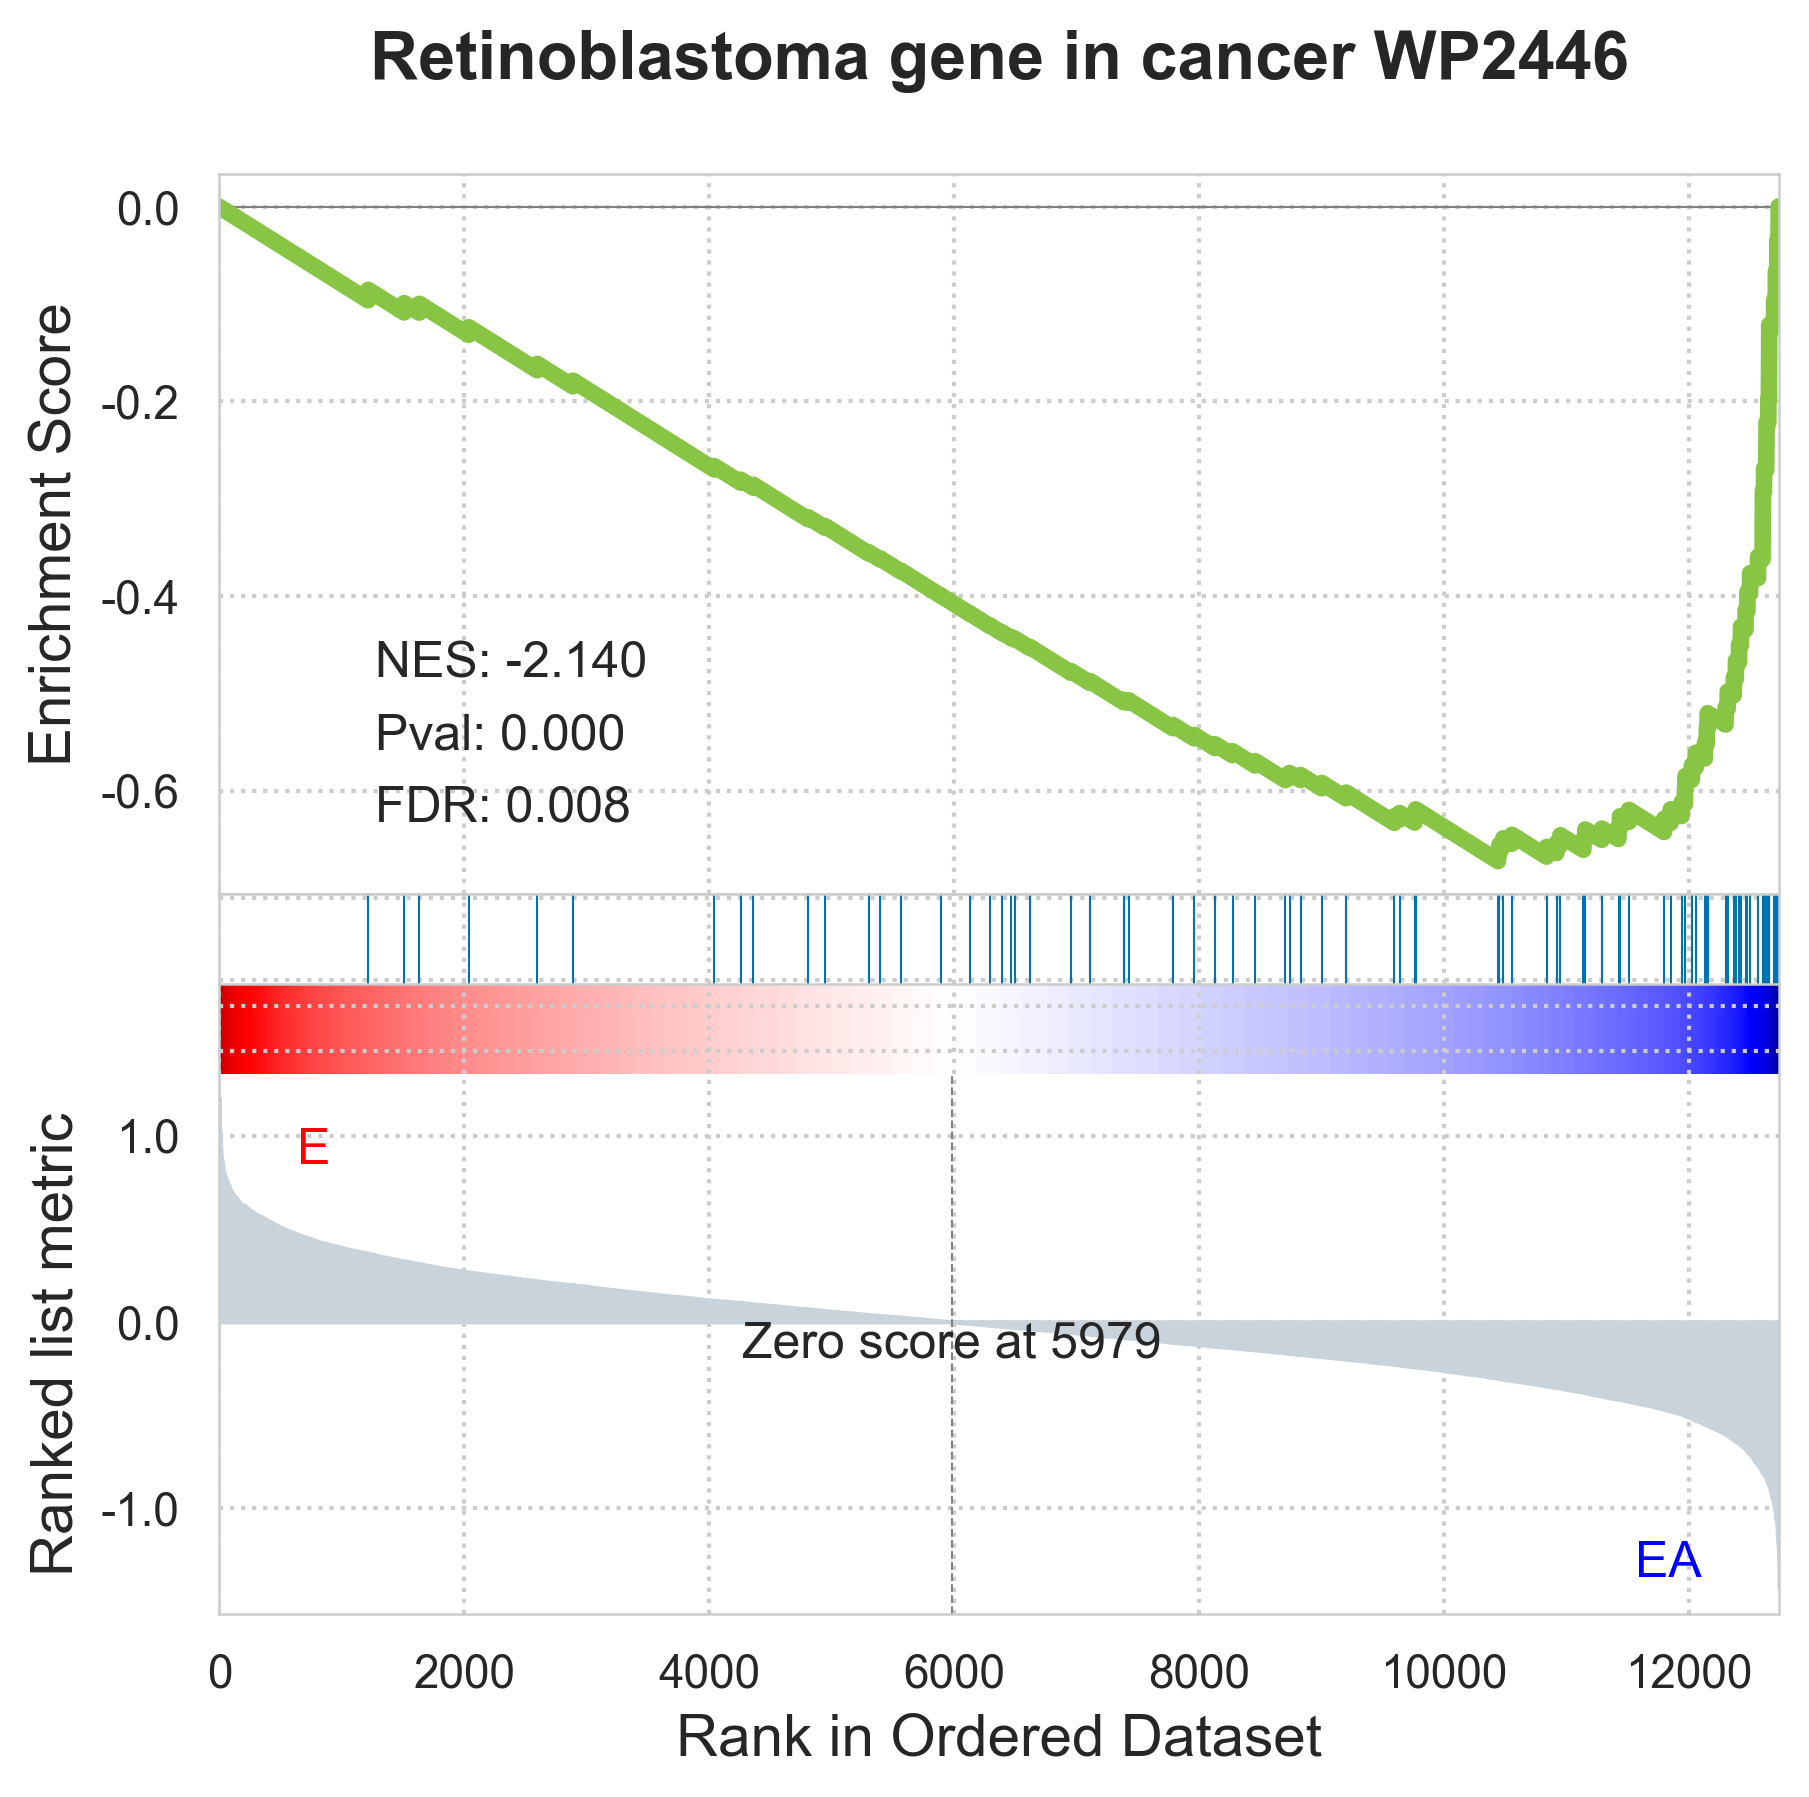 Retinoblastoma gene in cancer WP2446
0.0
-0.2
-0.4
-0.6
Enrichment Score
NES: -2.140
Pval: 0.000
FDR: 0.008
1.0
0.0
-1.0
Ranked list metric
E
Zero score at 5979
EA
0 2000 4000 6000 8000 10000 12000
Rank in Ordered Dataset